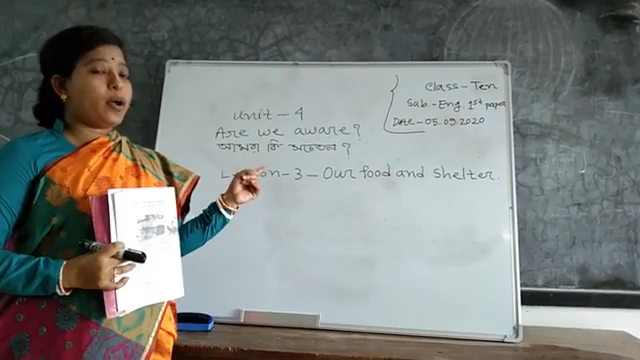 Class-Ten
Sub.-Eng. 1st paper
Date-05.09.2020
Unit-4
Are we aware?
আমরা কি সচেতন?
-3-Our food and Shelter.